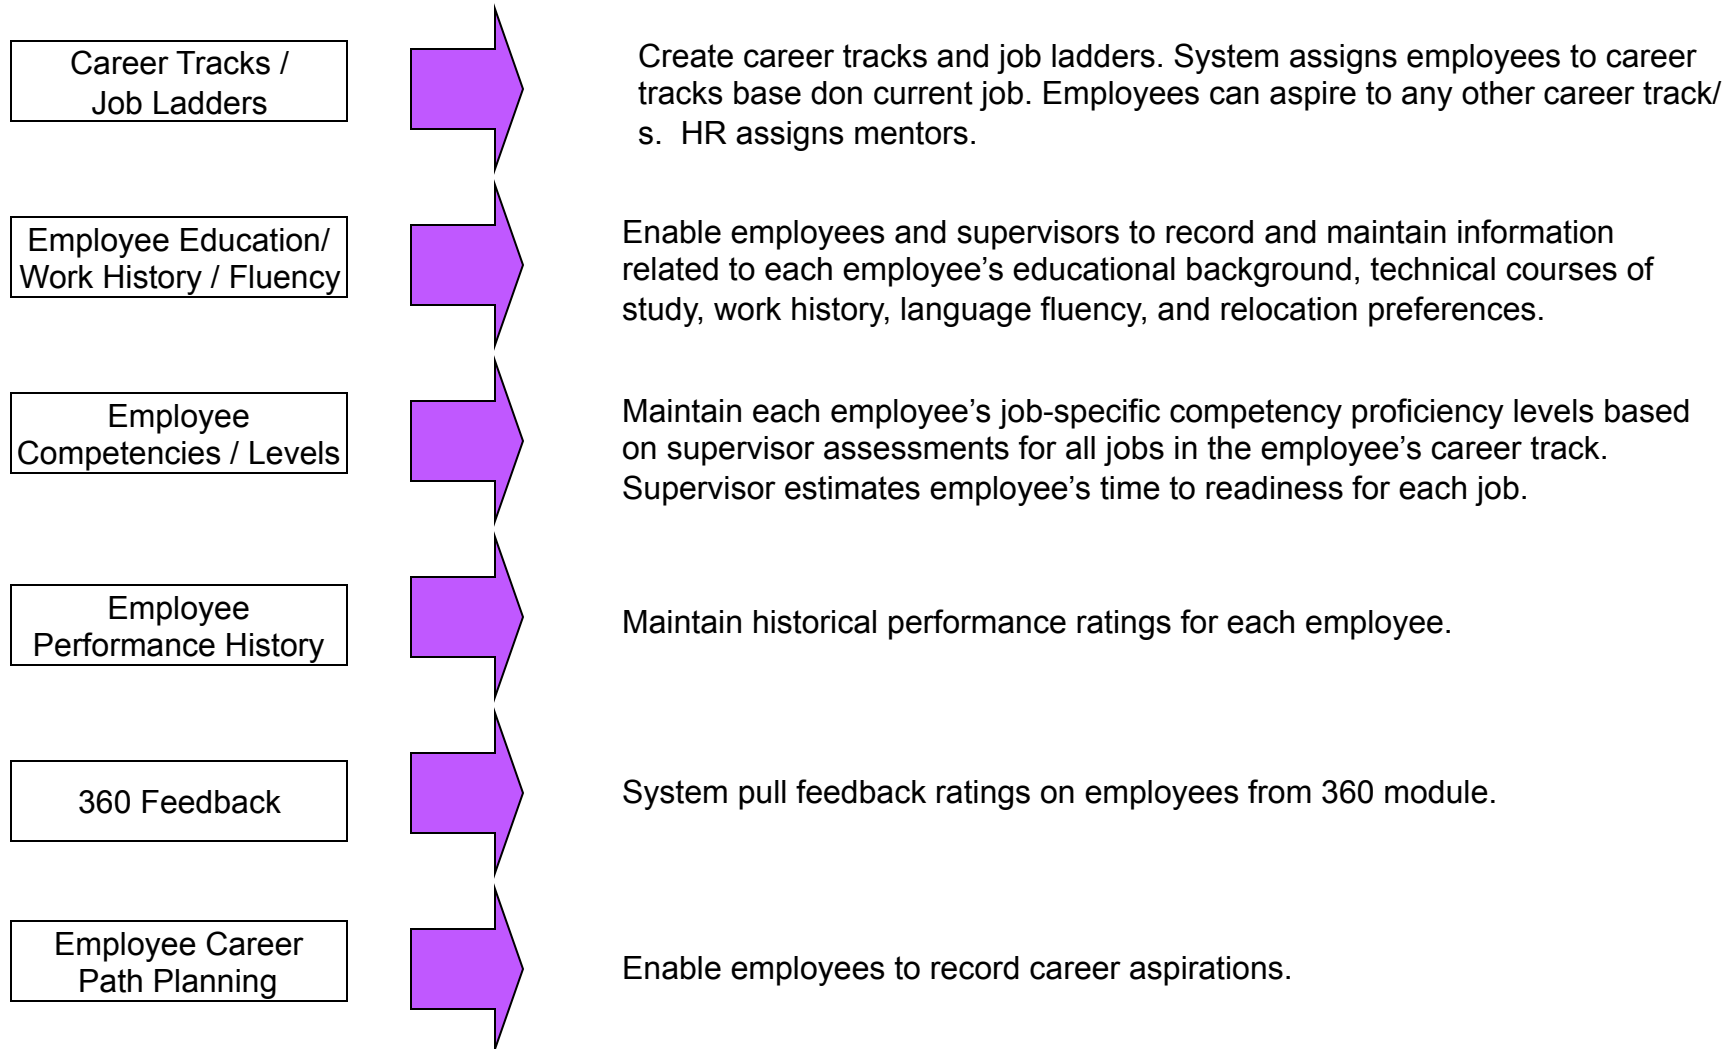 Career Tracks /
Job Ladders
Create career tracks and job ladders. System assigns employees to career
tracks base don current job. Employees can aspire to any other career track/
s.  HR assigns mentors.
Employee Education/
Work History / Fluency
Enable employees and supervisors to record and maintain information
related to each employee’s educational background, technical courses of
study, work history, language fluency, and relocation preferences.
Employee
Competencies / Levels
Maintain each employee’s job-specific competency proficiency levels based
on supervisor assessments for all jobs in the employee’s career track.
Supervisor estimates employee’s time to readiness for each job.
Employee
Performance History
Maintain historical performance ratings for each employee.
360 Feedback
System pull feedback ratings on employees from 360 module.
Employee Career
Path Planning
Enable employees to record career aspirations.